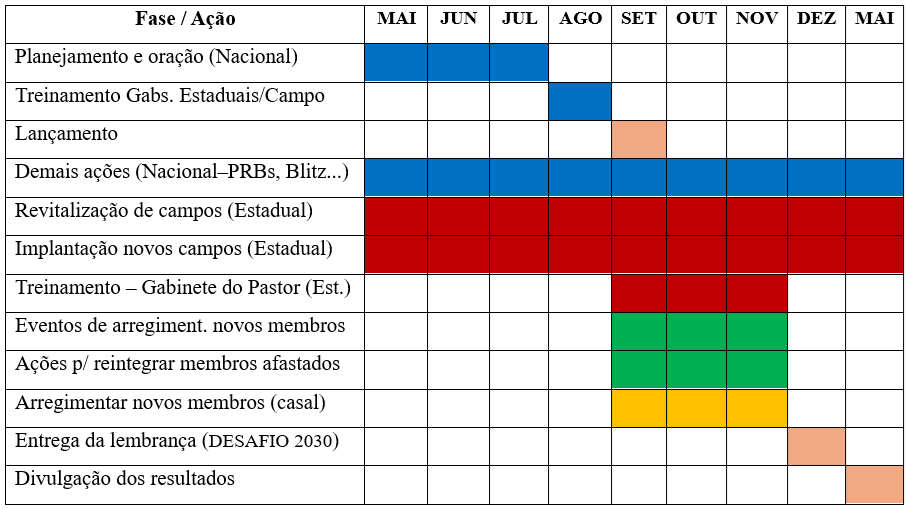 Fase / Ação MAI JUN JUL AGO SET OUT NOV DEZ MAI
Planejamento e oração (Nacional)
Treinamento Gabs. Estaduais/Campo
Lançamento
Demais ações (Nacional–PRBs, Blitz...)
Revitalização de campos (Estadual)
Implantação novos campos (Estadual)
Treinamento – Gabinete do Pastor (Est.)
Eventos de arregiment. novos membros
Ações p/ reintegrar membros afastados
Arregimentar novos membros (casal)
Entrega da lembrança (DESAFIO 2030)
Divulgação dos resultados